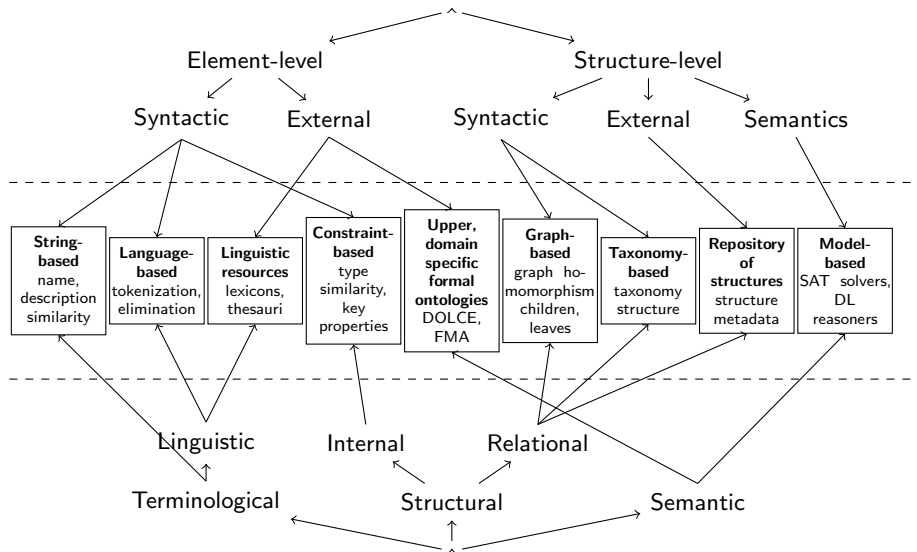 Element-level
Structure-level
Syntactic
External
Syntactic
External
Semantics
String-
based
name,
description
similarity
Language-
based
tokenization,
elimination
Linguistic
resources
lexicons,
thesauri
Constraint-
based
type
similarity,
key
properties
Upper,
domain
specific
formal
ontologies
DOLCE,
FMA
Graph-
based
graph ho-
momorphism
children,
leaves
Taxonomy-
based
taxonomy
structure
Repository
of
structures
structure
metadata
Model-
based
SAT solvers,
DL
reasoners
Linguistic
Internal
Relational
Terminological
Structural
Semantic